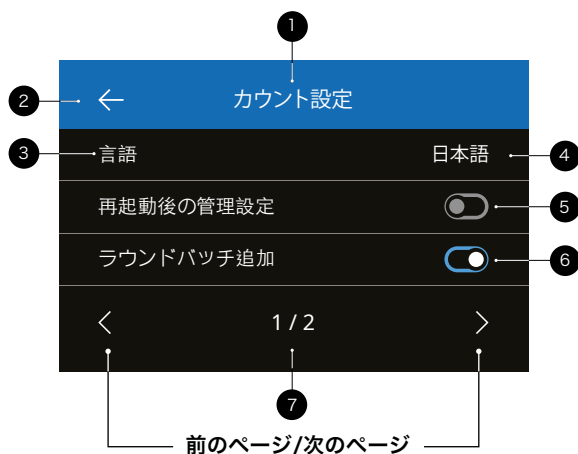 1
2
カウント設定
3
言語
日本語
4
再起動後の管理設定
5
ラウンドバッチ追加
6
1 / 2
7
前のページ/次のページ